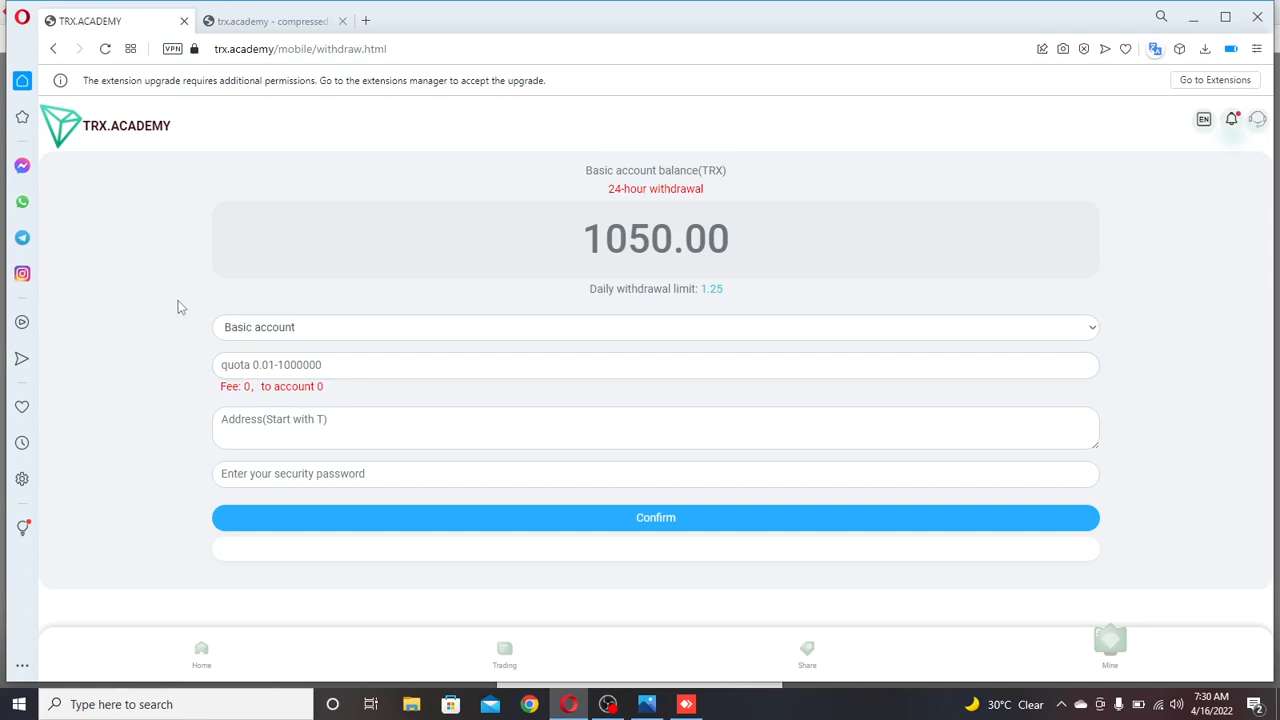 TRX.ACADEMY
trx.academy - compressed.
VPN
trx.academy/mobile/withdraw.html
The extension upgrade requires additional permissions. Go to the extensions manager to accept the upgrade.
Go to Extensions
TRX.ACADEMY
EN
Basic account balance(TRX)
24-hour withdrawal
1050.00
Daily withdrawal limit: 1.25
Basic account
quota 0.01-1000000
Fee: 0, to account 0
Address(Start with T)
Enter your security password
Confirm
Home
Trading
Share
Mine
Type here to search
30°C Clear
7:30 AM
4/16/2022
2